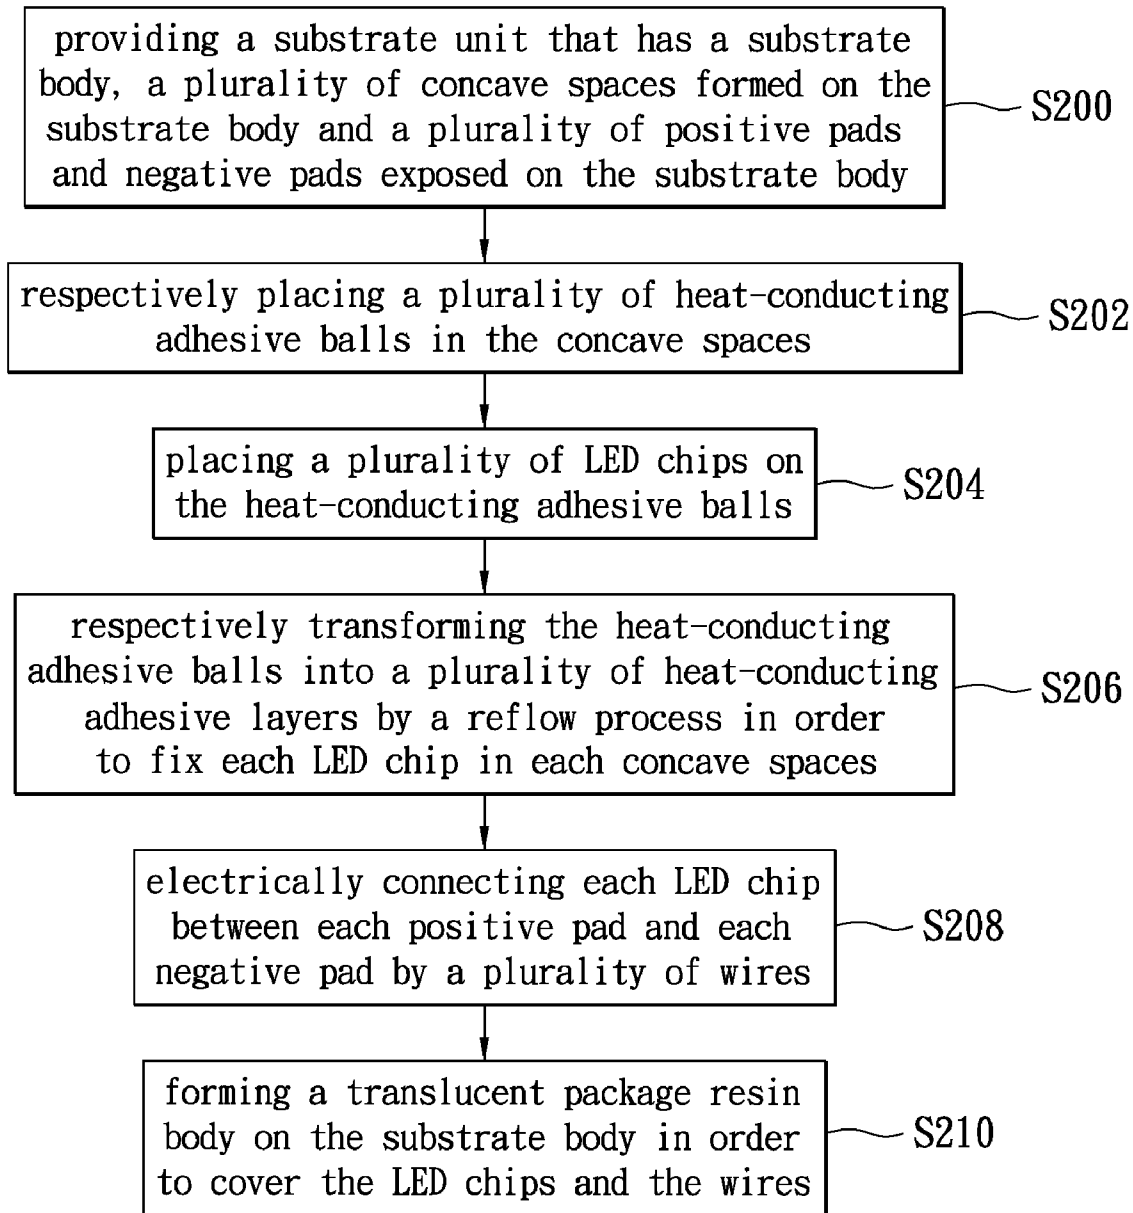 providing a substrate unit that has a substrate
body, a plurality of concave spaces formed on the
substrate body and a plurality of positive pads
and negative pads exposed on the substrate body
S200
respectively placing a plurality of heat-conducting
adhesive balls in the concave spaces
S202
placing a plurality of LED chips on
the heat-conducting adhesive balls
S204
respectively transforming the heat-conducting
adhesive balls into a plurality of heat-conducting
adhesive layers by a reflow process in order
to fix each LED chip in each concave spaces
S206
electrically connecting each LED chip
between each positive pad and each
negative pad by a plurality of wires
S208
forming a translucent package resin
body on the substrate body in order
to cover the LED chips and the wires
S210